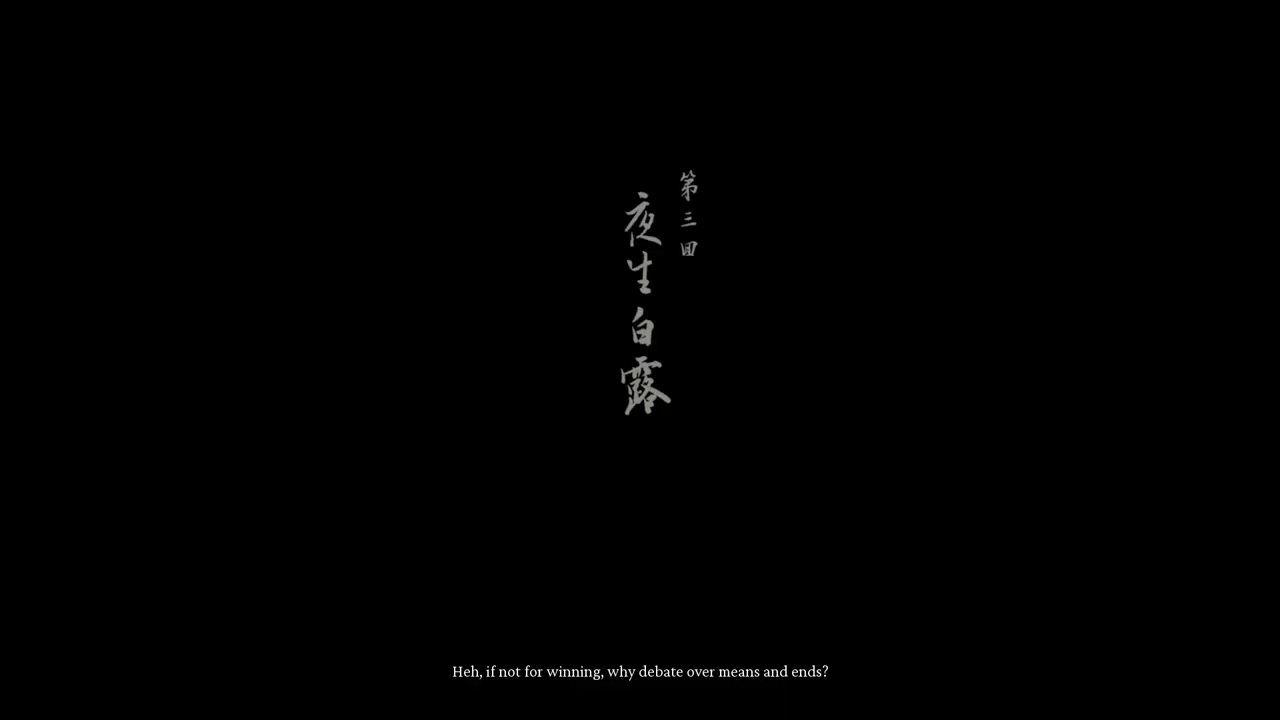 第三回
夜生白露
Heh, if not for winning, why debate over means and ends?